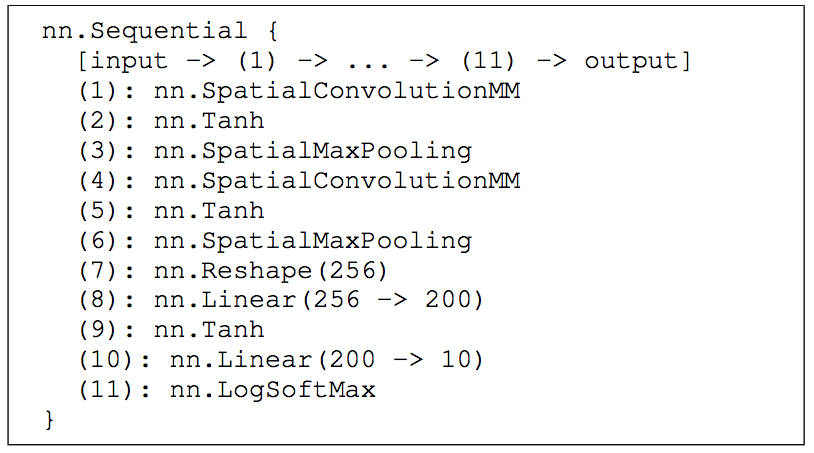 nn.Sequential {
[input -> (1) -> ... -> (11) -> output]
(1): nn.SpatialConvolutionMM
(2): nn.Tanh
(3): nn.SpatialMaxPooling
(4): nn.SpatialConvolutionMM
(5): nn.Tanh
(6): nn.SpatialMaxPooling
(7): nn.Reshape(256)
(8): nn.Linear(256 -> 200)
(9): nn.Tanh
(10): nn.Linear(200 -> 10)
(11): nn.LogSoftMax
}